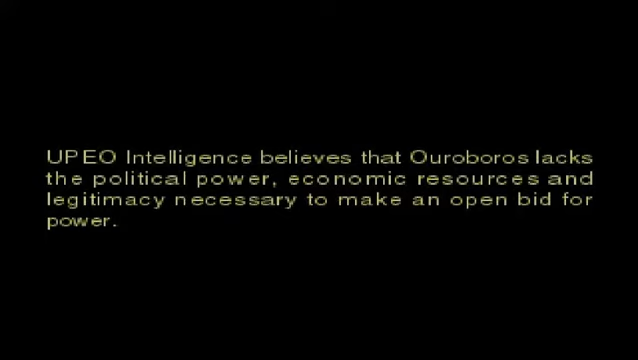 UPEO Intelligence believes that Ouroboros lacks
the political power, economic resources and
legitimacy necessary to make an open bid for
power.